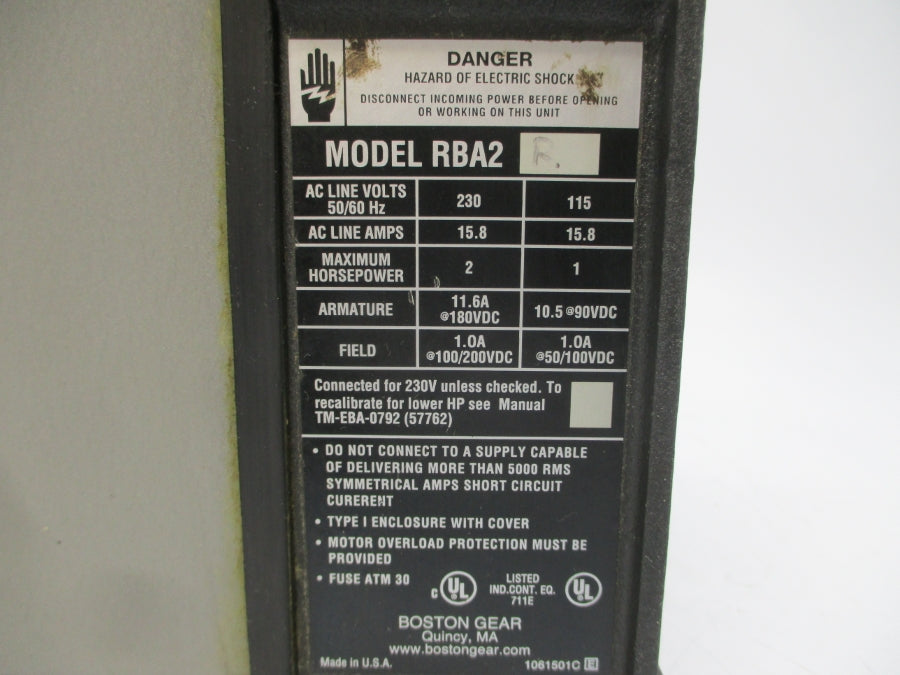 DANGER
HAZARD OF ELECTRIC SHOCK
DISCONNECT INCOMING POWER BEFORE OPENING
OR WORKING ON THIS UNIT
MODEL RBA2 R.
AC LINE VOLTS
50/60 Hz
230
115
AC LINE AMPS
15.8
15.8
MAXIMUM
HORSEPOWER
2
1
ARMATURE
11.6A
@180VDC
10.5 @90VDC
FIELD
1.0A
@100/200VDC
1.0A
@50/100VDC
Connected for 230V unless checked. To
recalibrate for lower HP see Manual
TM-EBA-0792 (57762)
• DO NOT CONNECT TO A SUPPLY CAPABLE
OF DELIVERING MORE THAN 5000 RMS
SYMMETRICAL AMPS SHORT CIRCUIT
CURERENT
• TYPE I ENCLOSURE WITH COVER
• MOTOR OVERLOAD PROTECTION MUST BE
PROVIDED
• FUSE ATM 30
c UL
LISTED
IND.CONT. EQ.
711E
UL
BOSTON GEAR
Quincy, MA
www.bostongear.com
Made in U.S.A.
1061501C E